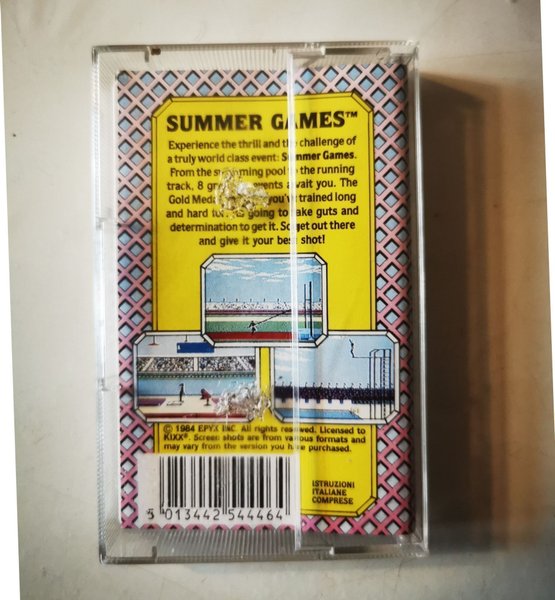 SUMMER GAMES™
Experience the thrill and the challenge of
a truly world class event: Summer Games.
From the swimming pool to the running
track, 8 events await you. The
Gold Medal you've trained long
and hard for. going to take guts and
determination to get it. So get out there
and give it your best shot!
© 1984 EPYX INC. All rights reserved. Licensed to
KIXX®. Screen shots are from various formats and
may vary from the version you have purchased.
ISTRUZIONI
ITALIANE
COMPRESE
5 013442 544464